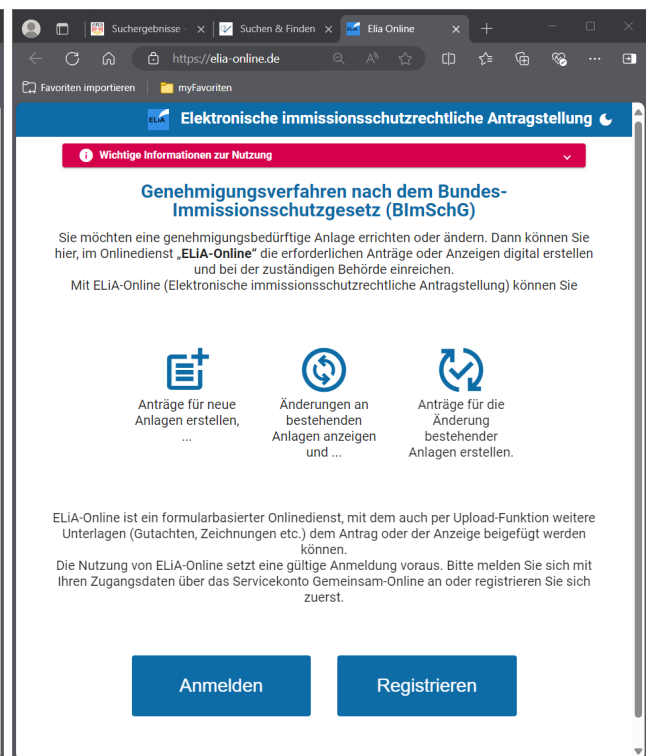 Suchergebnisse -
Suchen & Finden
Elia Online
https://elia-online.de
Favoriten importieren
myFavoriten
ELiA
Elektronische immissionsschutzrechtliche Antragstellung
Wichtige Informationen zur Nutzung
Genehmigungsverfahren nach dem Bundes-
Immissionsschutzgesetz (BImSchG)
Sie möchten eine genehmigungsbedürftige Anlage errichten oder ändern. Dann können Sie
hier, im Onlinedienst „ELiA-Online“ die erforderlichen Anträge oder Anzeigen digital erstellen
und bei der zuständigen Behörde einreichen.
Mit ELiA-Online (Elektronische immissionsschutzrechtliche Antragstellung) können Sie
Anträge für neue
Anlagen erstellen,
...
Änderungen an
bestehenden
Anlagen anzeigen
und ...
Anträge für die
Änderung
bestehender
Anlagen erstellen.
ELiA-Online ist ein formularbasierter Onlinedienst, mit dem auch per Upload-Funktion weitere
Unterlagen (Gutachten, Zeichnungen etc.) dem Antrag oder der Anzeige beigefügt werden
können.
Die Nutzung von ELiA-Online setzt eine gültige Anmeldung voraus. Bitte melden Sie sich mit
Ihren Zugangsdaten über das Servicekonto Gemeinsam-Online an oder registrieren Sie sich
zuerst.
Anmelden
Registrieren